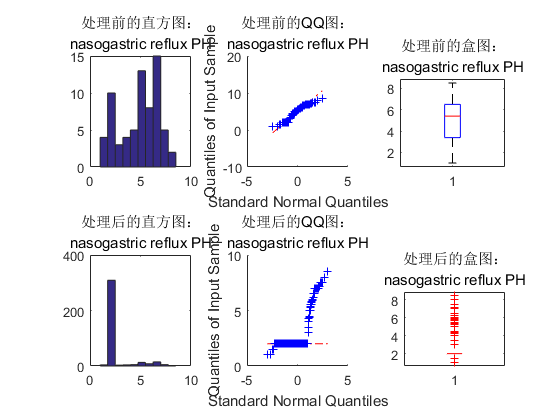 处理前的直方图：
nasogastric reflux PH
15
10
5
0
0
5
10
处理前的QQ图：
nasogastric reflux PH
Quantiles of Input Sample
20
10
0
-10
-5
0
5
Standard Normal Quantiles
处理前的盒图：
nasogastric reflux PH
8
6
4
2
1
处理后的直方图：
nasogastric reflux PH
400
200
0
0
5
10
处理后的QQ图：
nasogastric reflux PH
Quantiles of Input Sample
10
5
0
-5
0
5
Standard Normal Quantiles
处理后的盒图：
nasogastric reflux PH
8
6
4
2
1